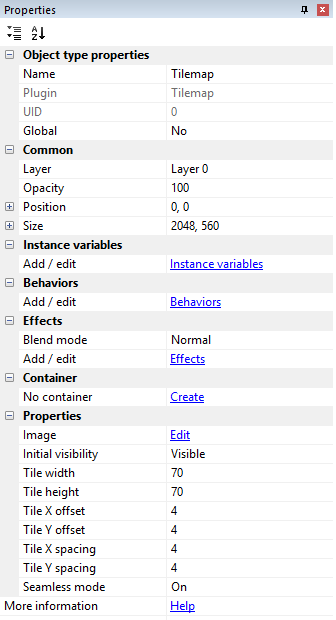 Properties
Object type properties
Name Tilemap
Plugin Tilemap
UID 0
Global No
Common
Layer Layer 0
Opacity 100
Position 0, 0
Size 2048, 560
Instance variables
Add / edit Instance variables
Behaviors
Add / edit Behaviors
Effects
Blend mode Normal
Add / edit Effects
Container
No container Create
Properties
Image Edit
Initial visibility Visible
Tile width 70
Tile height 70
Tile X offset 4
Tile Y offset 4
Tile X spacing 4
Tile Y spacing 4
Seamless mode On
More information Help